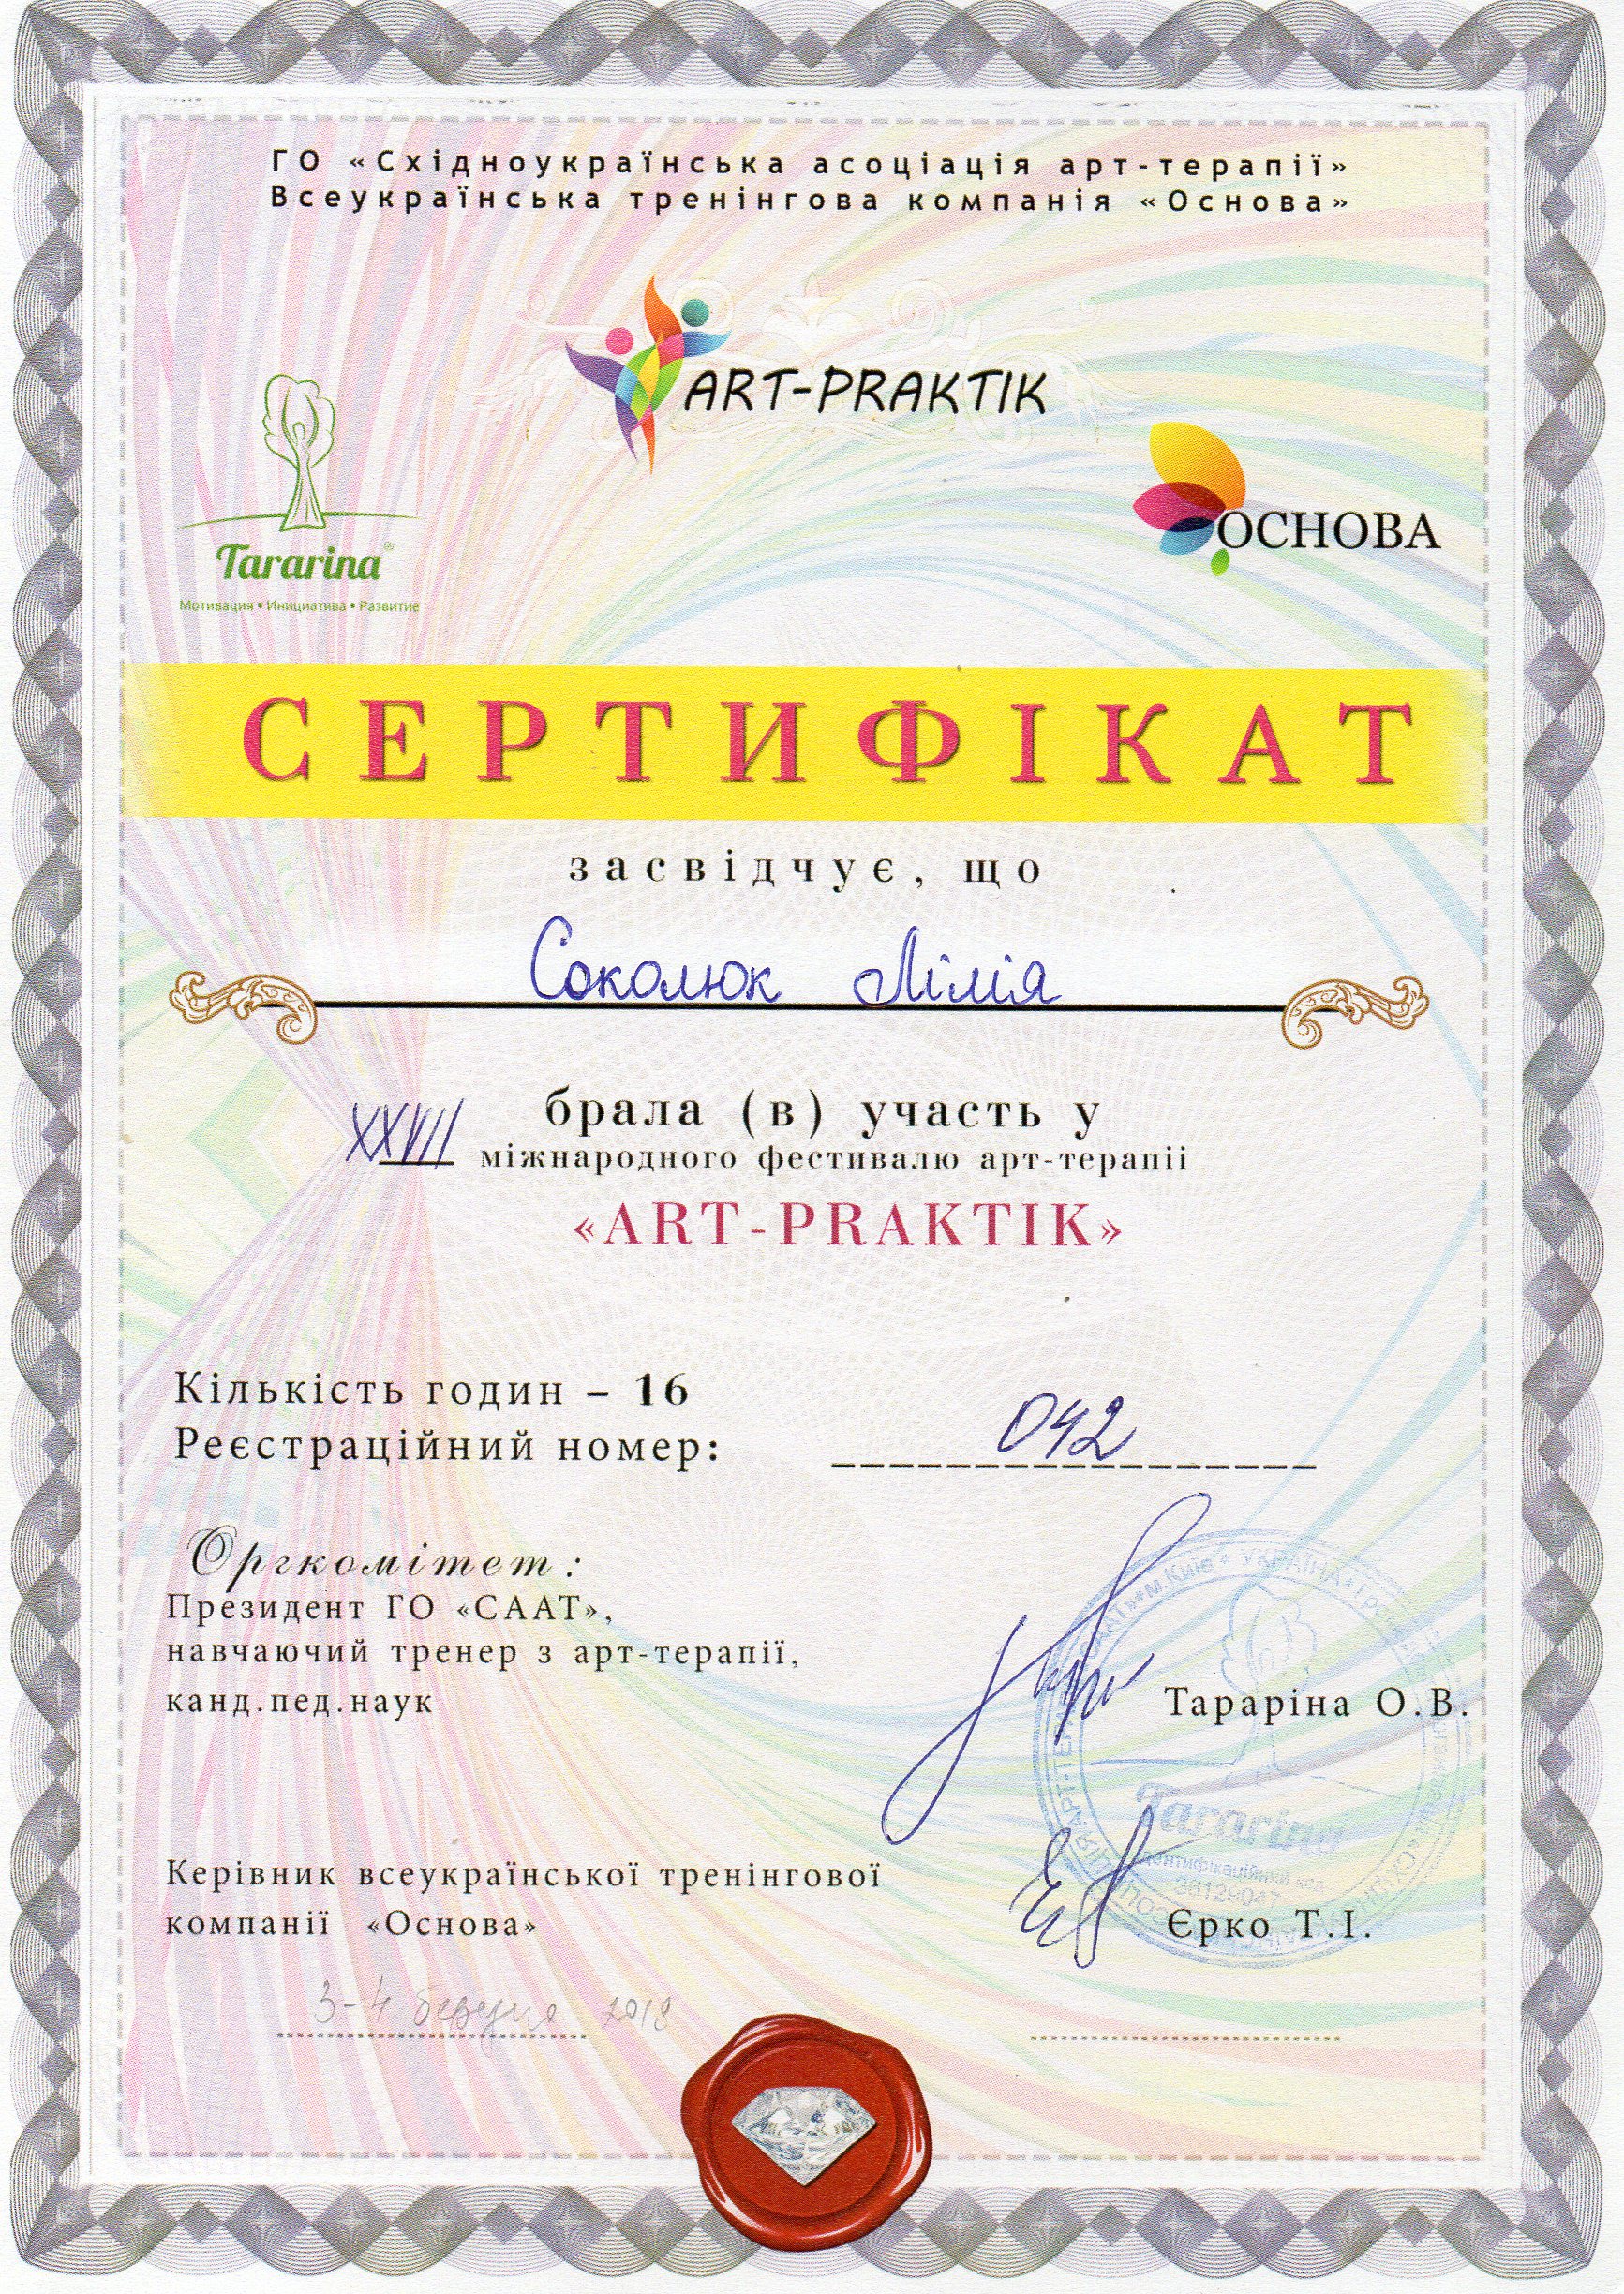 ГО «Східноукраїнська асоціація арт-терапії»
Всеукраїнська тренінгова компанія «Основа»
ART-PRAKTIK
Tararina®
Мотивация • Инициатива • Развитие
ОСНОВА
СЕРТИФІКАТ
засвідчує, що
Соколюк Лілія
брала (в) участь у
XXVII міжнародного фестивалю арт-терапіі
«ART-PRAKTIK»
Кількість годин – 16
Реєстраційний номер: 042
Оргкомітет:
Президент ГО «СААТ»,
навчаючий тренер з арт-терапії,
канд.пед.наук
Тараріна О.В.
Керівник всеукраїнської тренінгової
компанії «Основа»
Єрко Т.І.
3-4 березня 2018
м.Київ * УКРАЇНА
Tararina
ідентифікаційний код
36129047